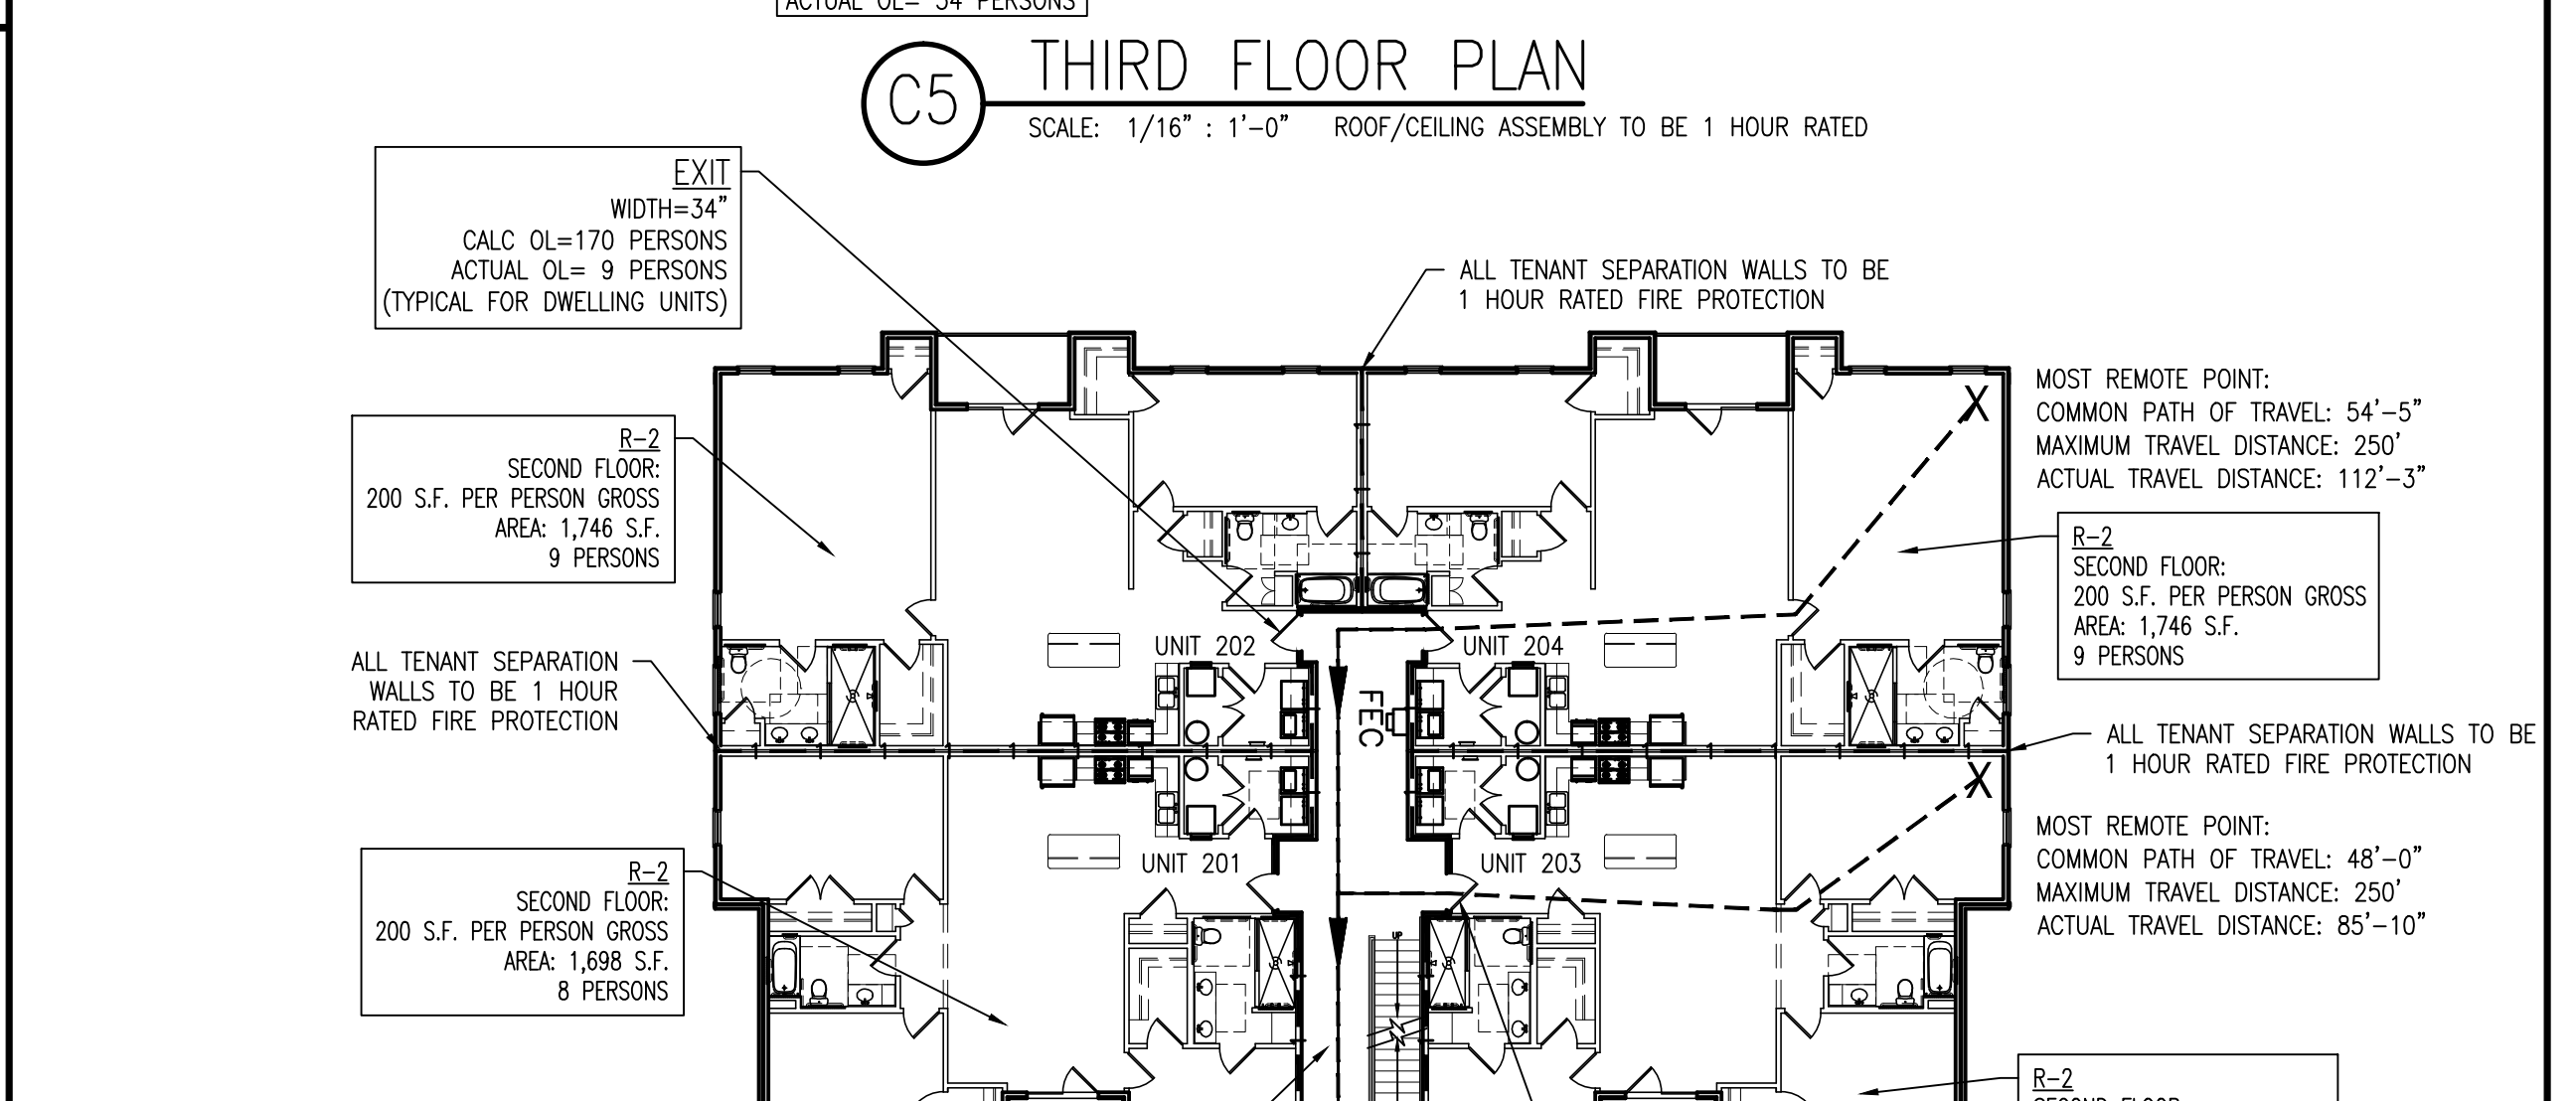 ACTUAL OL= 54 PERSONS
C5
THIRD FLOOR PLAN
SCALE: 1/16" : 1'-0" ROOF/CEILING ASSEMBLY TO BE 1 HOUR RATED
EXIT
WIDTH=34"
CALC OL=170 PERSONS
ACTUAL OL= 9 PERSONS
(TYPICAL FOR DWELLING UNITS)
ALL TENANT SEPARATION WALLS TO BE
1 HOUR RATED FIRE PROTECTION
X
MOST REMOTE POINT:
COMMON PATH OF TRAVEL: 54'-5"
MAXIMUM TRAVEL DISTANCE: 250'
ACTUAL TRAVEL DISTANCE: 112'-3"
R-2
SECOND FLOOR:
200 S.F. PER PERSON GROSS
AREA: 1,746 S.F.
9 PERSONS
R-2
SECOND FLOOR:
200 S.F. PER PERSON GROSS
AREA: 1,746 S.F.
9 PERSONS
UNIT 202
UNIT 204
ALL TENANT SEPARATION
WALLS TO BE 1 HOUR
RATED FIRE PROTECTION
FEC
ALL TENANT SEPARATION WALLS TO BE
1 HOUR RATED FIRE PROTECTION
X
MOST REMOTE POINT:
COMMON PATH OF TRAVEL: 48'-0"
MAXIMUM TRAVEL DISTANCE: 250'
ACTUAL TRAVEL DISTANCE: 85'-10"
UNIT 201
UNIT 203
R-2
SECOND FLOOR:
200 S.F. PER PERSON GROSS
AREA: 1,698 S.F.
8 PERSONS
UP
R-2
SECOND FLOOR: